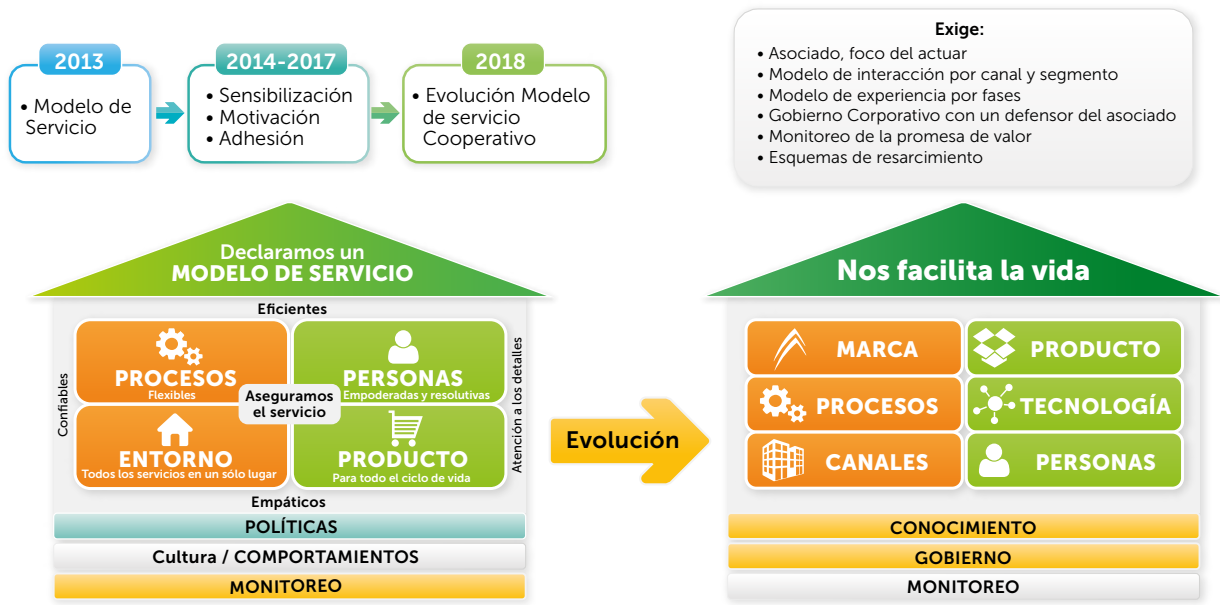 2013
• Modelo de
Servicio
2014-2017
• Sensibilización
• Motivación
• Adhesión
2018
• Evolución Modelo
de servicio
Cooperativo
Exige:
• Asociado, foco del actuar
• Modelo de interacción por canal y segmento
• Modelo de experiencia por fases
• Gobierno Corporativo con un defensor del asociado
• Monitoreo de la promesa de valor
• Esquemas de resarcimiento
Declaramos un
MODELO DE SERVICIO
Eficientes
Confiables
PROCESOS
Flexibles
PERSONAS
Empoderadas y resolutivas
Aseguramos
el servicio
ENTORNO
Todos los servicios en un sólo lugar
PRODUCTO
Para todo el ciclo de vida
Atención a los detalles
Empáticos
POLÍTICAS
Cultura / COMPORTAMIENTOS
MONITOREO
Evolución
Nos facilita la vida
MARCA
PRODUCTO
PROCESOS
TECNOLOGÍA
CANALES
PERSONAS
CONOCIMIENTO
GOBIERNO
MONITOREO